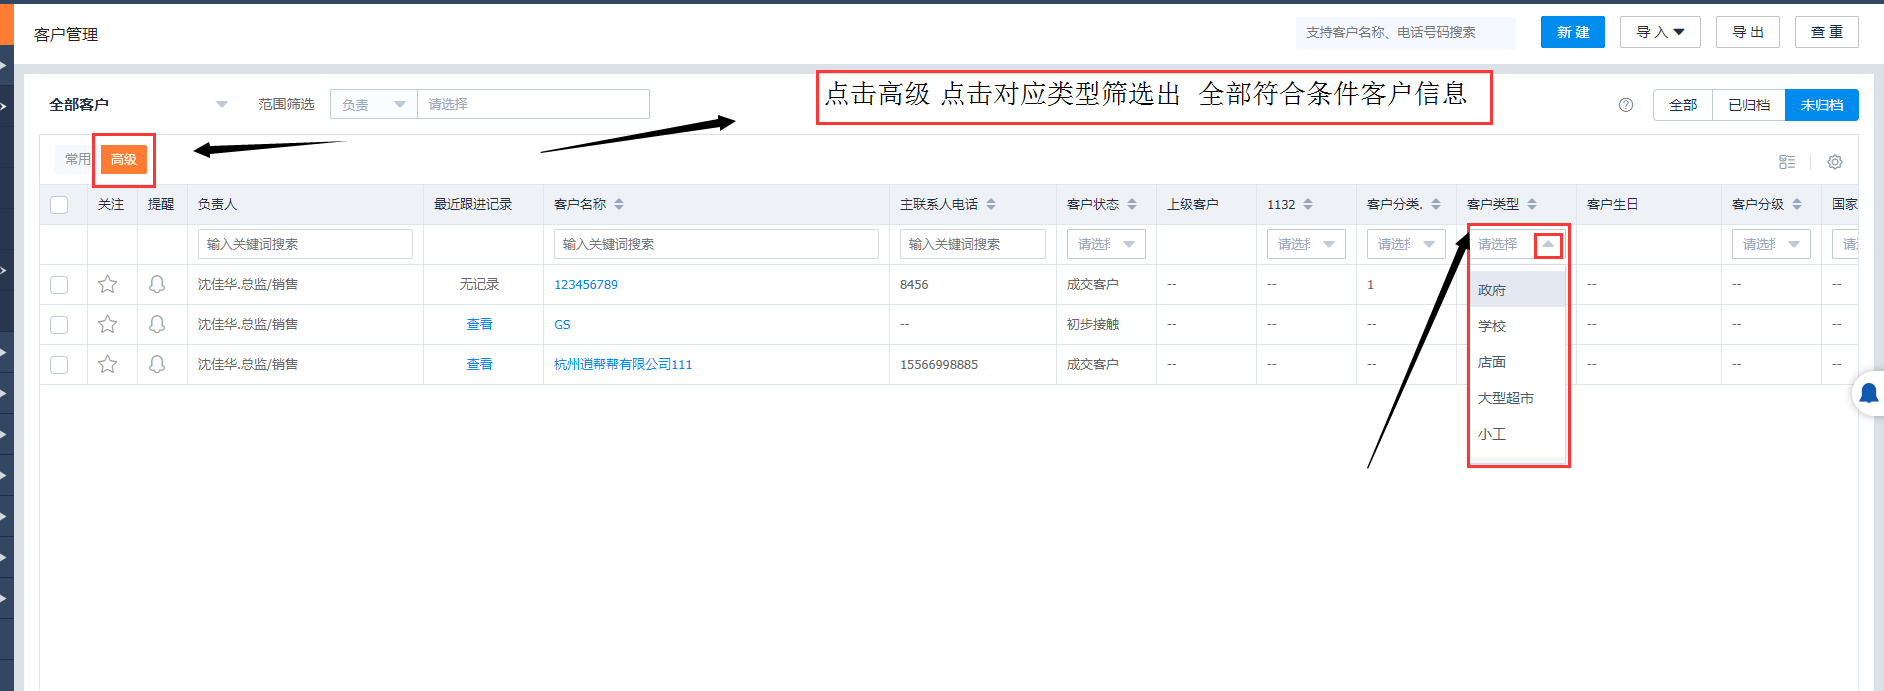 客户管理
支持客户名称、电话号码搜索
新建
导入
导出
查重
点击高级 点击对应类型筛选出 全部符合条件客户信息
全部客户
范围筛选
负责
请选择
全部
已归档
未归档
常用
高级
关注 提醒 负责人 最近跟进记录 客户名称 主联系人电话 客户状态 上级客户 1132 客户分类. 客户类型 客户生日 客户分级 国家
输入关键词搜索 输入关键词搜索 输入关键词搜索 请选择 请选择 请选择 请选择 请选择
沈佳华.总监/销售 无记录 123456789 8456 成交客户 -- -- 1 -- -- --
沈佳华.总监/销售 查看 GS -- 初步接触 -- -- -- -- -- --
沈佳华.总监/销售 查看 杭州逍帮帮有限公司111 15566998885 成交客户 -- -- -- -- -- --
政府
学校
店面
大型超市
小工